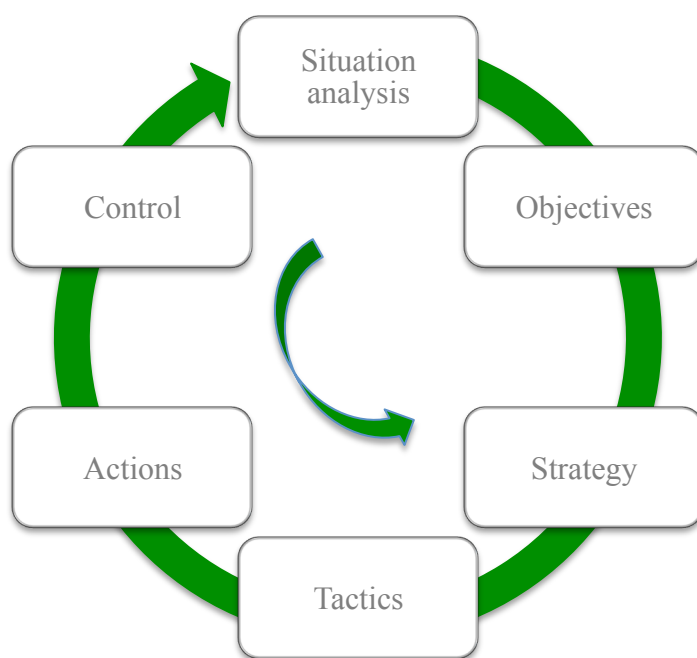 Situation
analysis
Objectives
Strategy
Tactics
Actions
Control